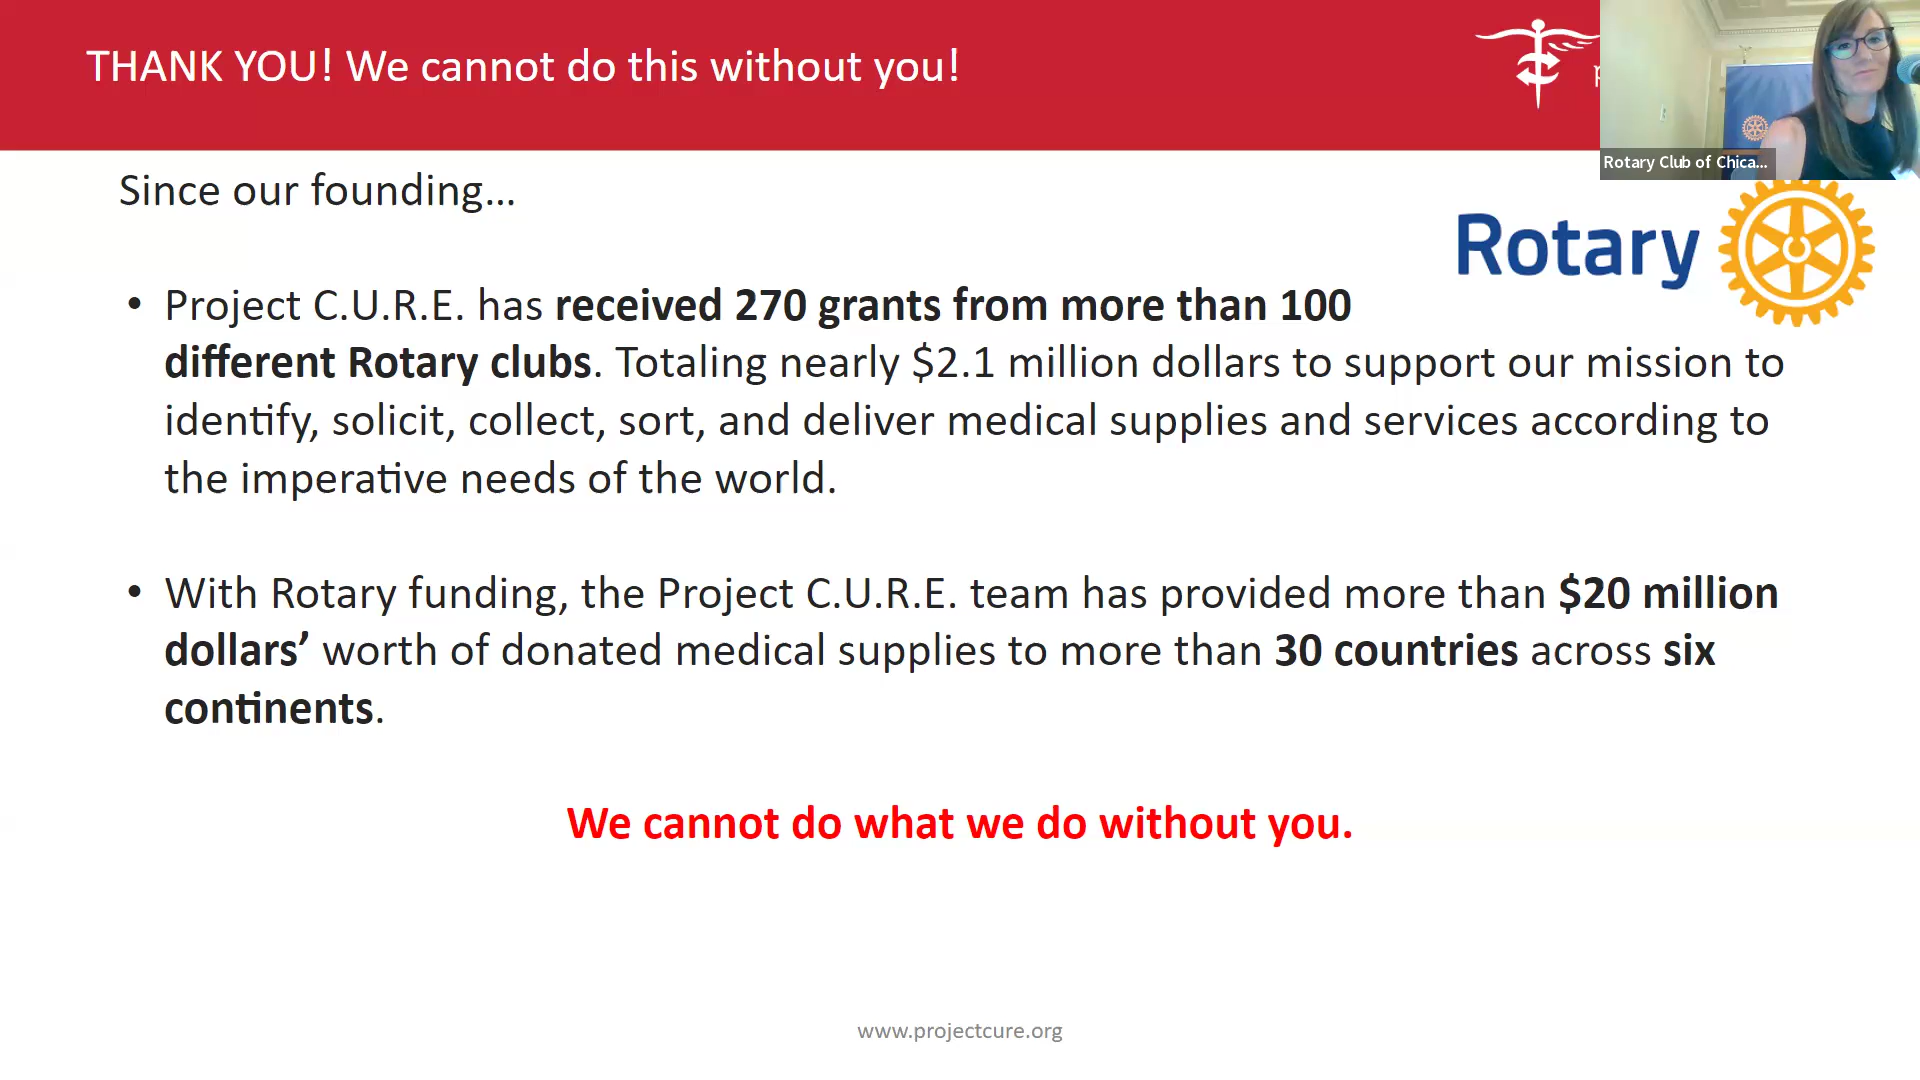 THANK YOU! We cannot do this without you!
Rotary Club of Chica...
Since our founding...
Rotary
• Project C.U.R.E. has received 270 grants from more than 100
different Rotary clubs. Totaling nearly $2.1 million dollars to support our mission to
identify, solicit, collect, sort, and deliver medical supplies and services according to
the imperative needs of the world.
• With Rotary funding, the Project C.U.R.E. team has provided more than $20 million
dollars’ worth of donated medical supplies to more than 30 countries across six
continents.
We cannot do what we do without you.
www.projectcure.org